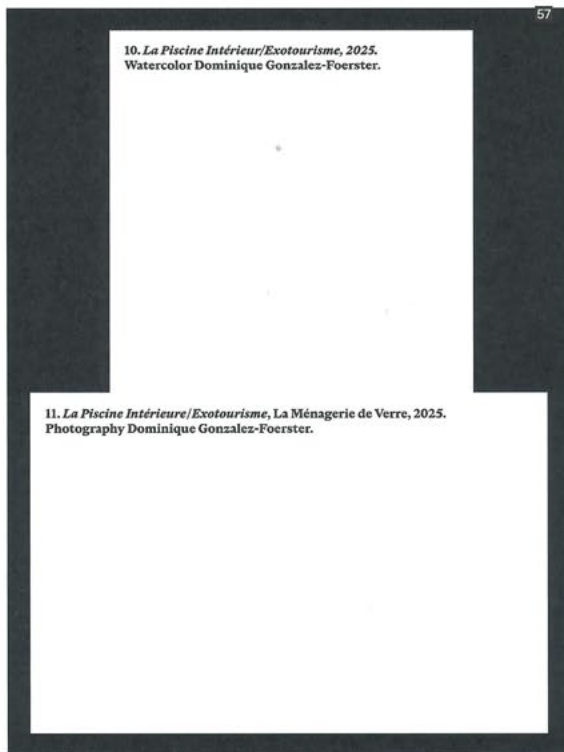 57
10. La Piscine Intérieur/Exotourisme, 2025.
Watercolor Dominique Gonzalez-Foerster.
11. La Piscine Intérieure/Exotourisme, La Ménagerie de Verre, 2025.
Photography Dominique Gonzalez-Foerster.